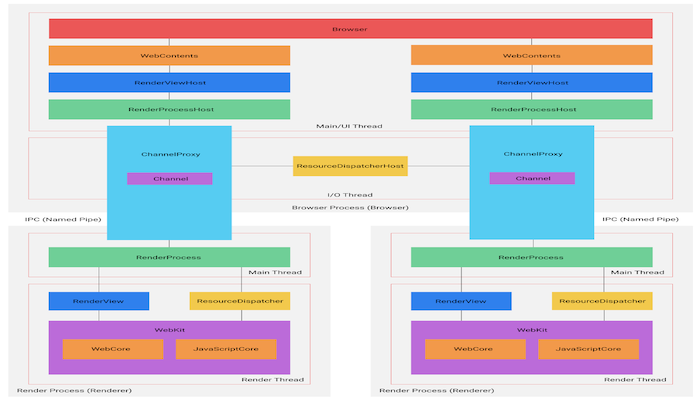 Browser
WebContents
WebContents
RenderViewHost
RenderViewHost
RenderProcessHost
RenderProcessHost
Main/UI Thread
ChannelProxy
ChannelProxy
ResourceDispatcherHost
Channel
Channel
I/O Thread
Browser Process (Browser)
IPC (Named Pipe)
IPC (Named Pipe)
RenderProcess
RenderProcess
Main Thread
Main Thread
RenderView
ResourceDispatcher
RenderView
ResourceDispatcher
WebKit
WebKit
WebCore
JavaScriptCore
WebCore
JavaScriptCore
Render Thread
Render Thread
Render Process (Renderer)
Render Process (Renderer)